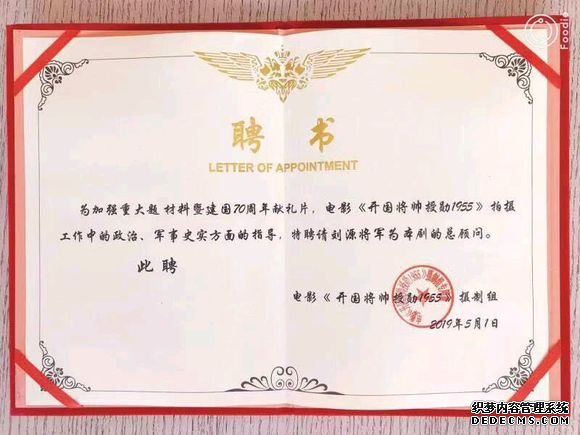 Foodie
聘 书
LETTER OF APPOINTMENT
为加强重大题材料暨建国70周年献礼片，电影《开国将帅授勋1955》拍摄
工作中的政治、军事史实方面的指导，特聘请刘源将军为本剧的总顾问。
此聘
电影《开国将帅授勋1955》摄制组
2019年5月1日
织梦内容管理系统
DEDECMS.COM